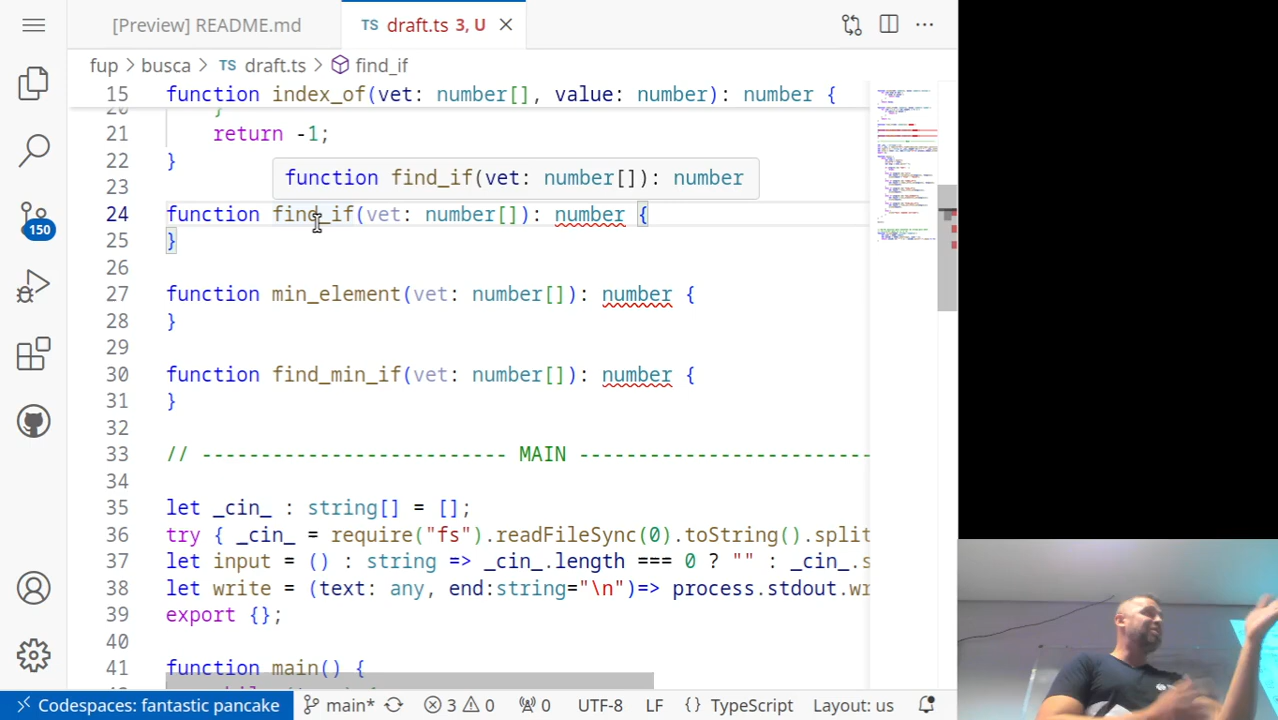 [Preview] README.md
TS draft.ts 3, U
fup > busca > TS draft.ts > find_if
15 function index_of(vet: number[], value: number): number {
20 }
21 return -1;
22 }
23
function find_if(vet: number[]): number
24 function find_if(vet: number[]): number {
25 }
26
27 function min_element(vet: number[]): number {
28 }
29
30 function find_min_if(vet: number[]): number {
31 }
32
33 // -------------------------- MAIN -------------------------
34
35 let _cin_ : string[] = [];
36 try { _cin_ = require("fs").readFileSync(0).toString().split
37 let input = () : string => _cin_.length === 0 ? "" : _cin_.s
38 let write = (text: any, end:string="\n")=> process.stdout.wr
39 export {};
40
41 function main() {
150
Codespaces: fantastic pancake
main*
3 0
0
UTF-8
LF
{ } TypeScript
Layout: us